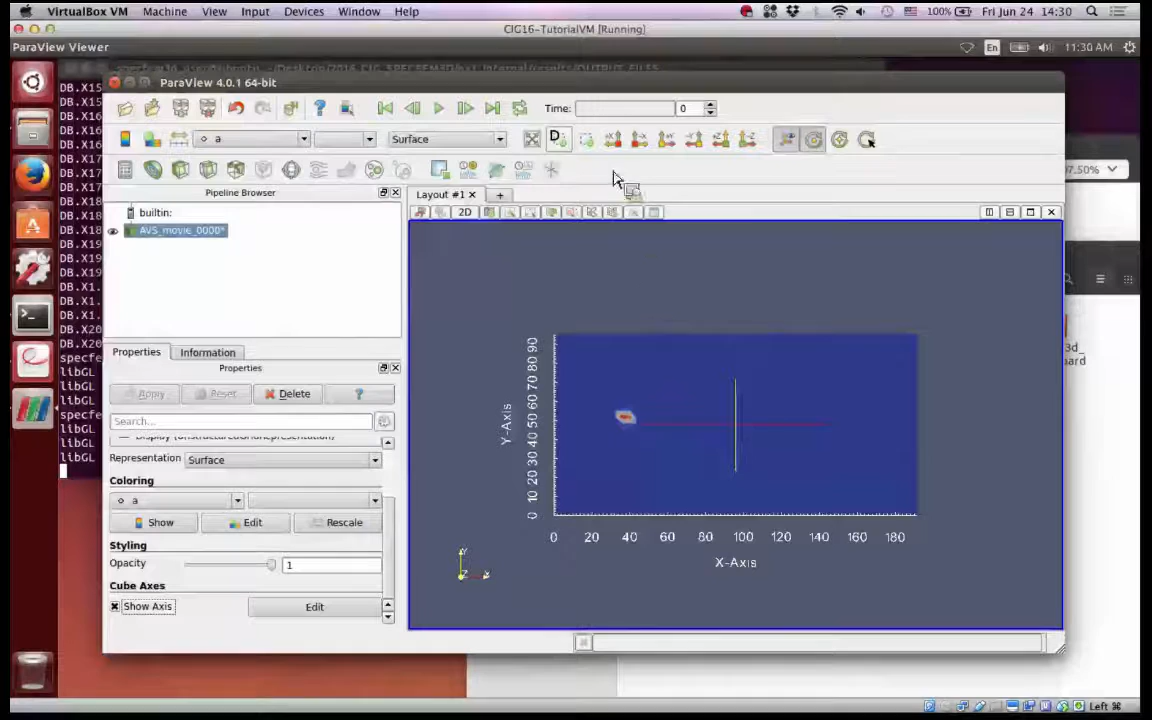 VirtualBox VM Machine View Input Devices Window Help 100% Fri Jun 24 14:30
CIG16-TutorialVM [Running]
ParaView Viewer En 11:30 AM
ParaView 4.0.1 64-bit
Time: 0
a Surface
Pipeline Browser
Layout #1 +
2D
builtin:
AVS_movie_0000*
Properties Information
Properties
Apply Reset Delete ?
Search...
Representation Surface
Coloring
a
Show Edit Rescale
Styling
Opacity 1
Cube Axes
Show Axis Edit
DB.X15
DB.X15
DB.X16
DB.X16
DB.X17
DB.X17
DB.X18
DB.X18
DB.X19
DB.X19
DB.X1.
DB.X1.
DB.X20
DB.X20
specfe
libGL
libGL
libGL
specfe
libGL
libGL
libGL
7.50%
3d_
ard
Y-Axis
0 10 20 30 40 50 60 70 80 90
0 20 40 60 80 100 120 140 160 180
X-Axis
Y
Z X
Left ⌘